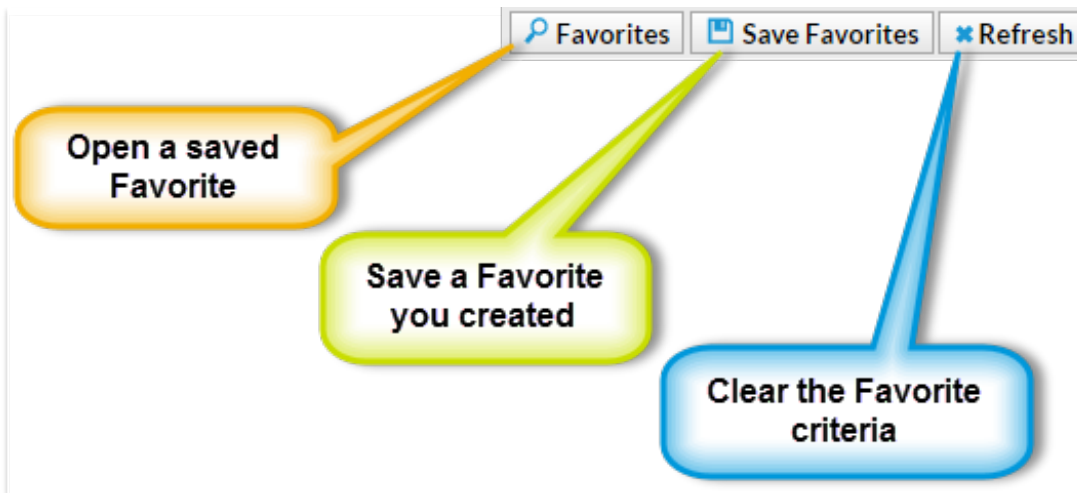 Favorites Save Favorites Refresh
Open a saved
Favorite
Save a Favorite
you created
Clear the Favorite
criteria